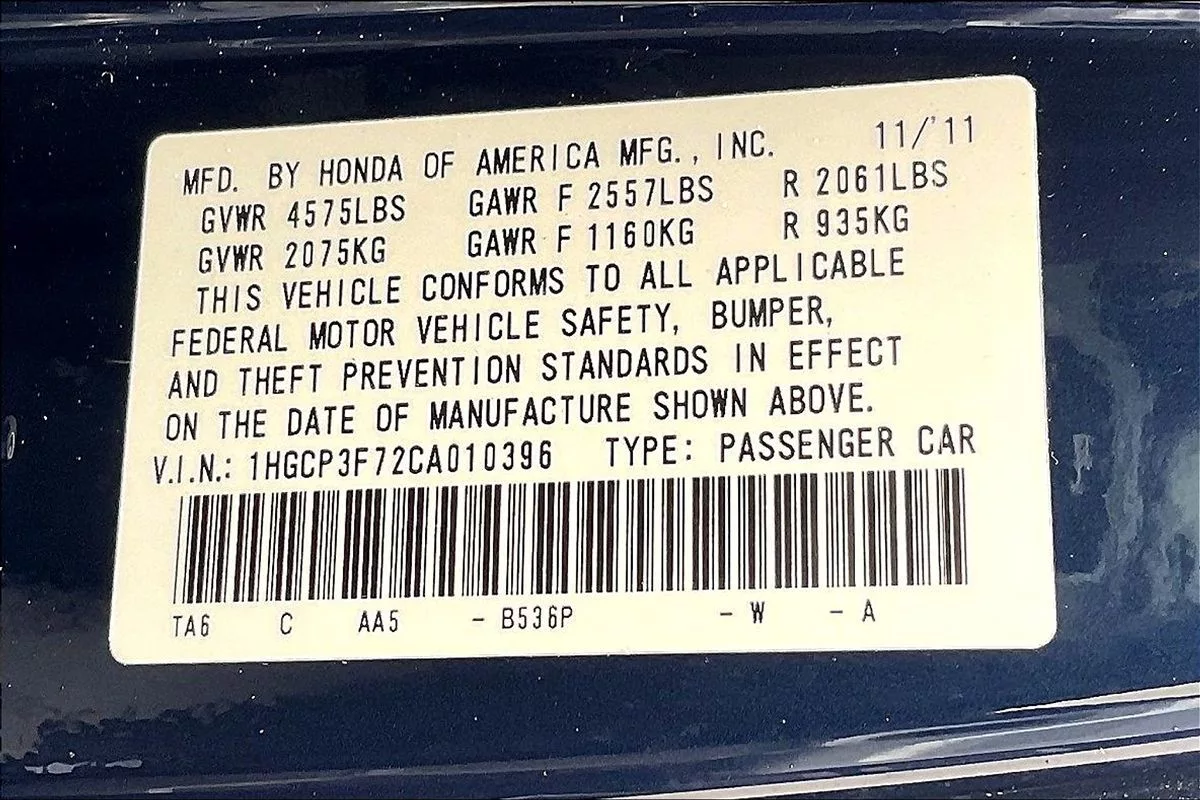 MFD. BY HONDA OF AMERICA MFG., INC. 11/'11
GVWR 4575LBS GAWR F 2557LBS R 2061LBS
GVWR 2075KG GAWR F 1160KG R 935KG
THIS VEHICLE CONFORMS TO ALL APPLICABLE
FEDERAL MOTOR VEHICLE SAFETY, BUMPER,
AND THEFT PREVENTION STANDARDS IN EFFECT
ON THE DATE OF MANUFACTURE SHOWN ABOVE.
V.I.N.: 1HGCP3F72CA010396 TYPE: PASSENGER CAR
TA6 C AA5 - B536P - W - A